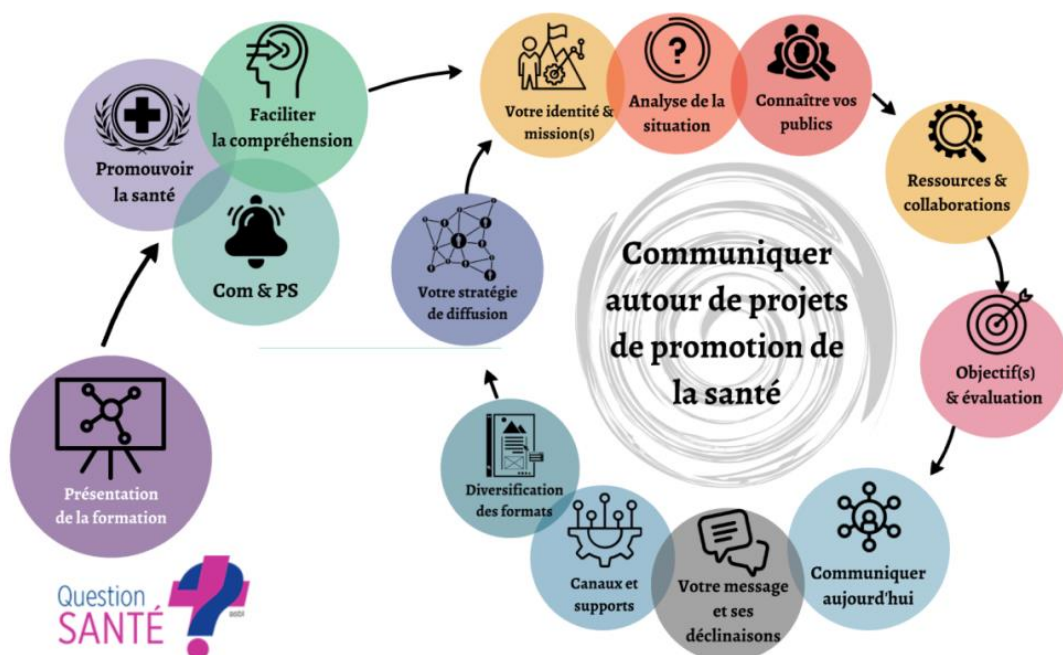 Présentation
de la formation
Promouvoir
la santé
Faciliter
la compréhension
Com & PS
Votre identité &
mission(s)
Analyse de la
situation
Connaître vos
publics
Ressources &
collaborations
Objectif(s)
& évaluation
Communiquer
aujourd'hui
Votre message
et ses
déclinaisons
Canaux et
supports
Diversification
des formats
Votre stratégie
de diffusion
Communiquer
autour de projets
de promotion de
la santé
?
Question
SANTÉ
?
asbl